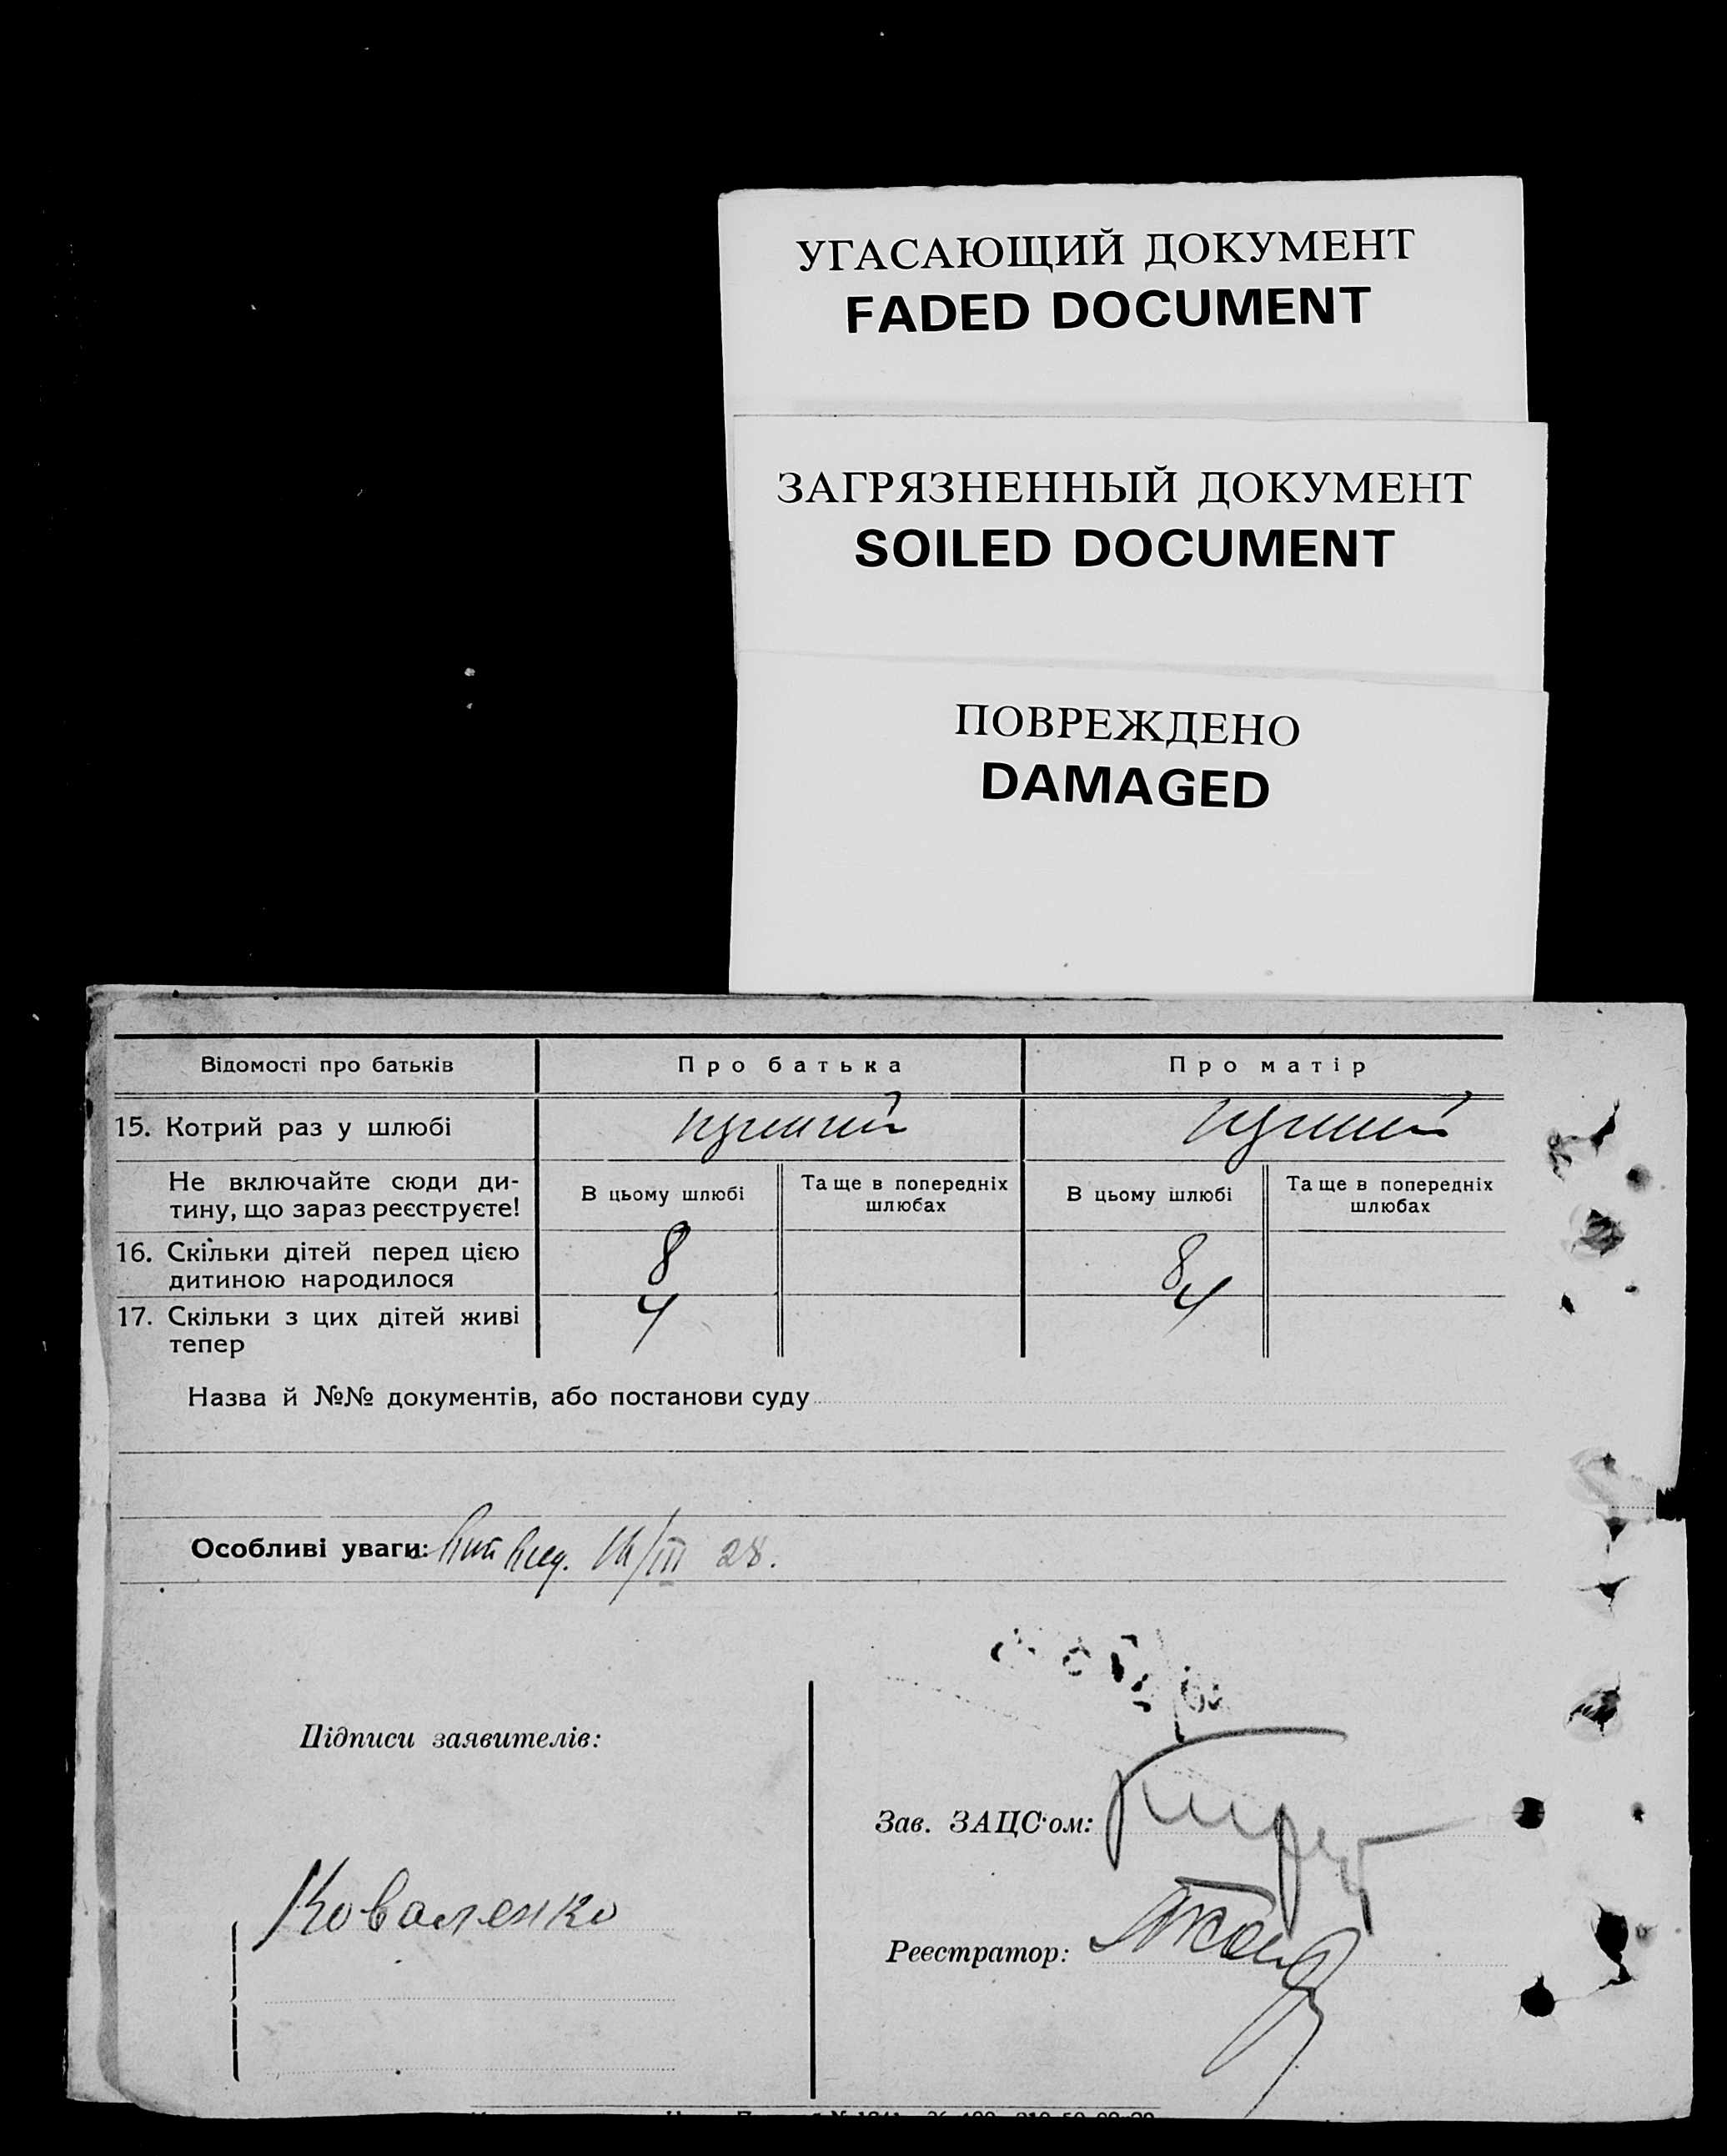 УГАСАЮЩИЙ ДОКУМЕНТ
FADED DOCUMENT
ЗАГРЯЗНЕННЫЙ ДОКУМЕНТ
SOILED DOCUMENT
ПОВРЕЖДЕНО
DAMAGED
Відомості про батьків Про батька Про матір
15. Котрий раз у шлюбі
Не включайте сюди ди-
тину, що зараз реєструєте!
В цьому шлюбі
Та ще в попередніх
шлюбах
В цьому шлюбі
Та ще в попередніх
шлюбах
16. Скільки дітей перед цією
дитиною народилося
8 8
17. Скільки з цих дітей живі
тепер
4 4
Назва й №№ документів, або постанови суду
Особливі уваги: III 28.
Підписи заявителів:
Зав. ЗАЦС'ом:
Коваленко
Реєстратор: